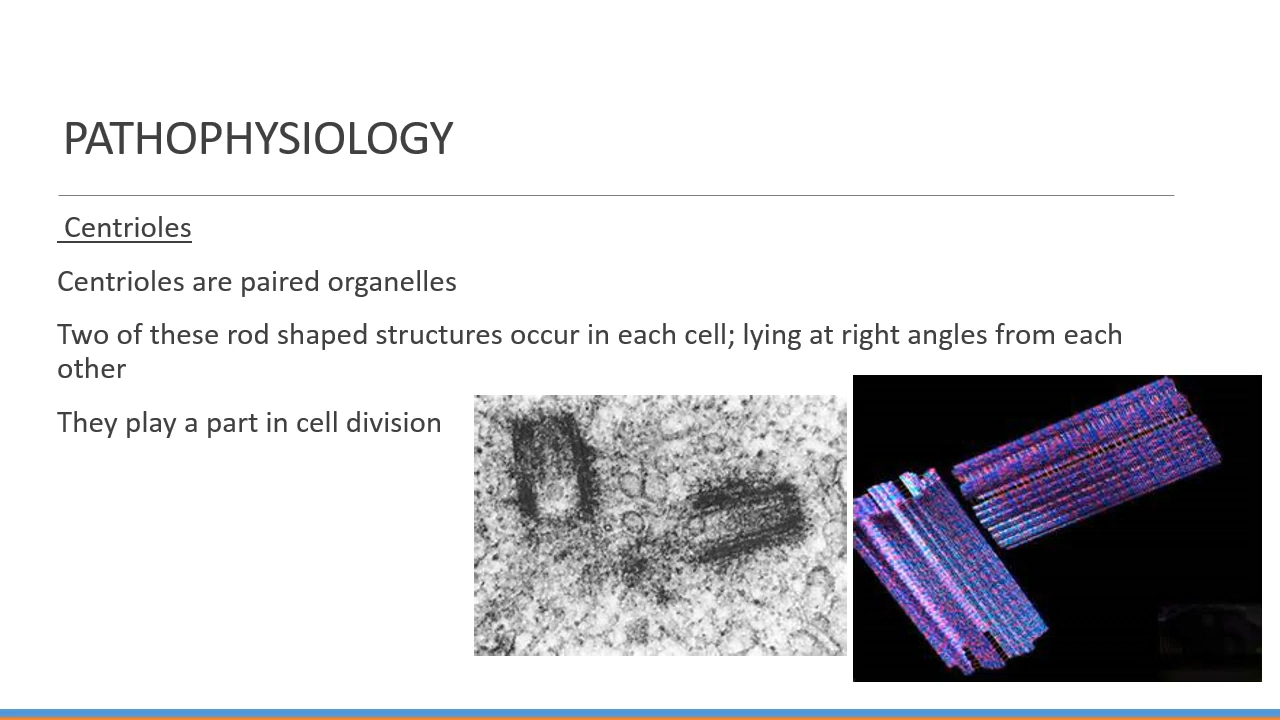 PATHOPHYSIOLOGY
Centrioles
Centrioles are paired organelles
Two of these rod shaped structures occur in each cell; lying at right angles from each
other
They play a part in cell division